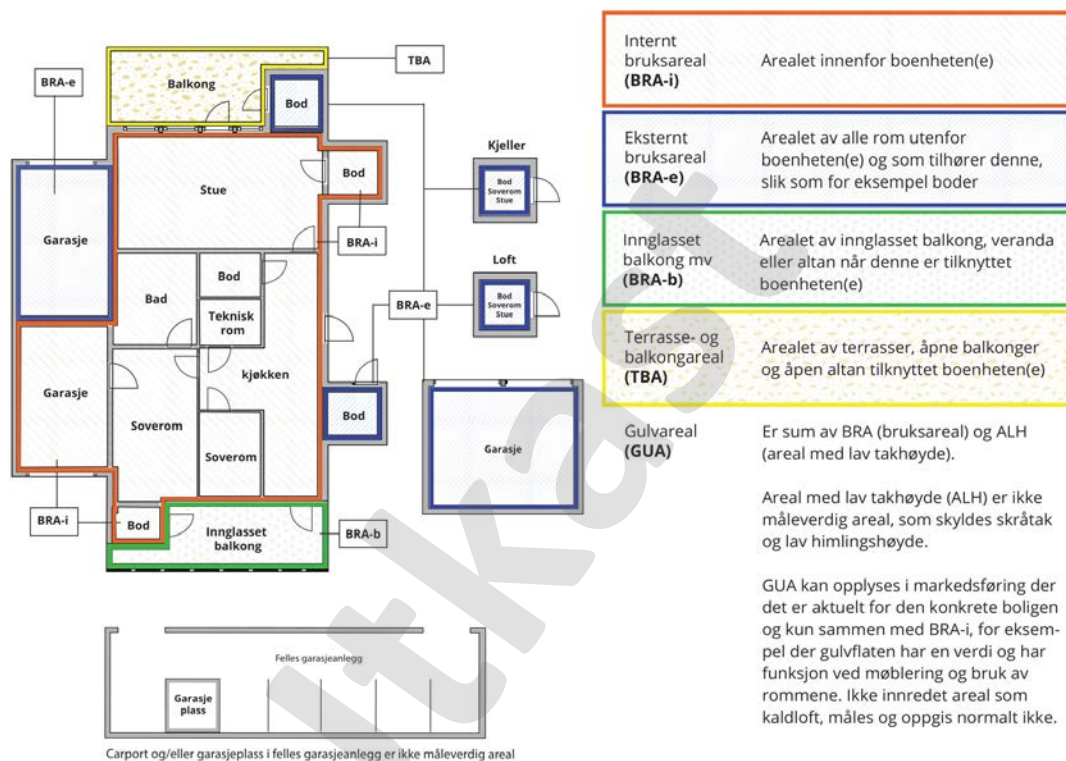 TBA
BRA-e
Balkong
Bod
Kjeller
Bod
Soverom
Stue
Stue
Bod
Garasje
BRA-i
Loft
Bod
Soverom
Stue
Bad
Bod
BRA-e
Teknisk
rom
kjøkken
Garasje
Soverom
Bod
Soverom
Garasje
BRA-i
Bod
Innglasset
balkong
BRA-b
Felles garasjeanlegg
Garasje
plass
Carport og/eller garasjeplass i felles garasjeanlegg er ikke måleverdig areal
Internt
bruksareal
(BRA-i)
Arealet innenfor boenheten(e)
Eksternt
bruksareal
(BRA-e)
Arealet av alle rom utenfor
boenheten(e) og som tilhører denne,
slik som for eksempel boder
Innglasset
balkong mv
(BRA-b)
Arealet av innglasset balkong, veranda
eller altan når denne er tilknyttet
boenheten(e)
Terrasse- og
balkongareal
(TBA)
Arealet av terrasser, åpne balkonger
og åpen altan tilknyttet boenheten(e)
Gulvareal
(GUA)
Er sum av BRA (bruksareal) og ALH
(areal med lav takhøyde).
Areal med lav takhøyde (ALH) er ikke
måleverdig areal, som skyldes skråtak
og lav himlingshøyde.
GUA kan opplyses i markedsføring der
det er aktuelt for den konkrete boligen
og kun sammen med BRA-i, for eksem-
pel der gulvflaten har en verdi og har
funksjon ved møblering og bruk av
rommene. Ikke innredet areal som
kaldloft, måles og oppgis normalt ikke.
ltkast